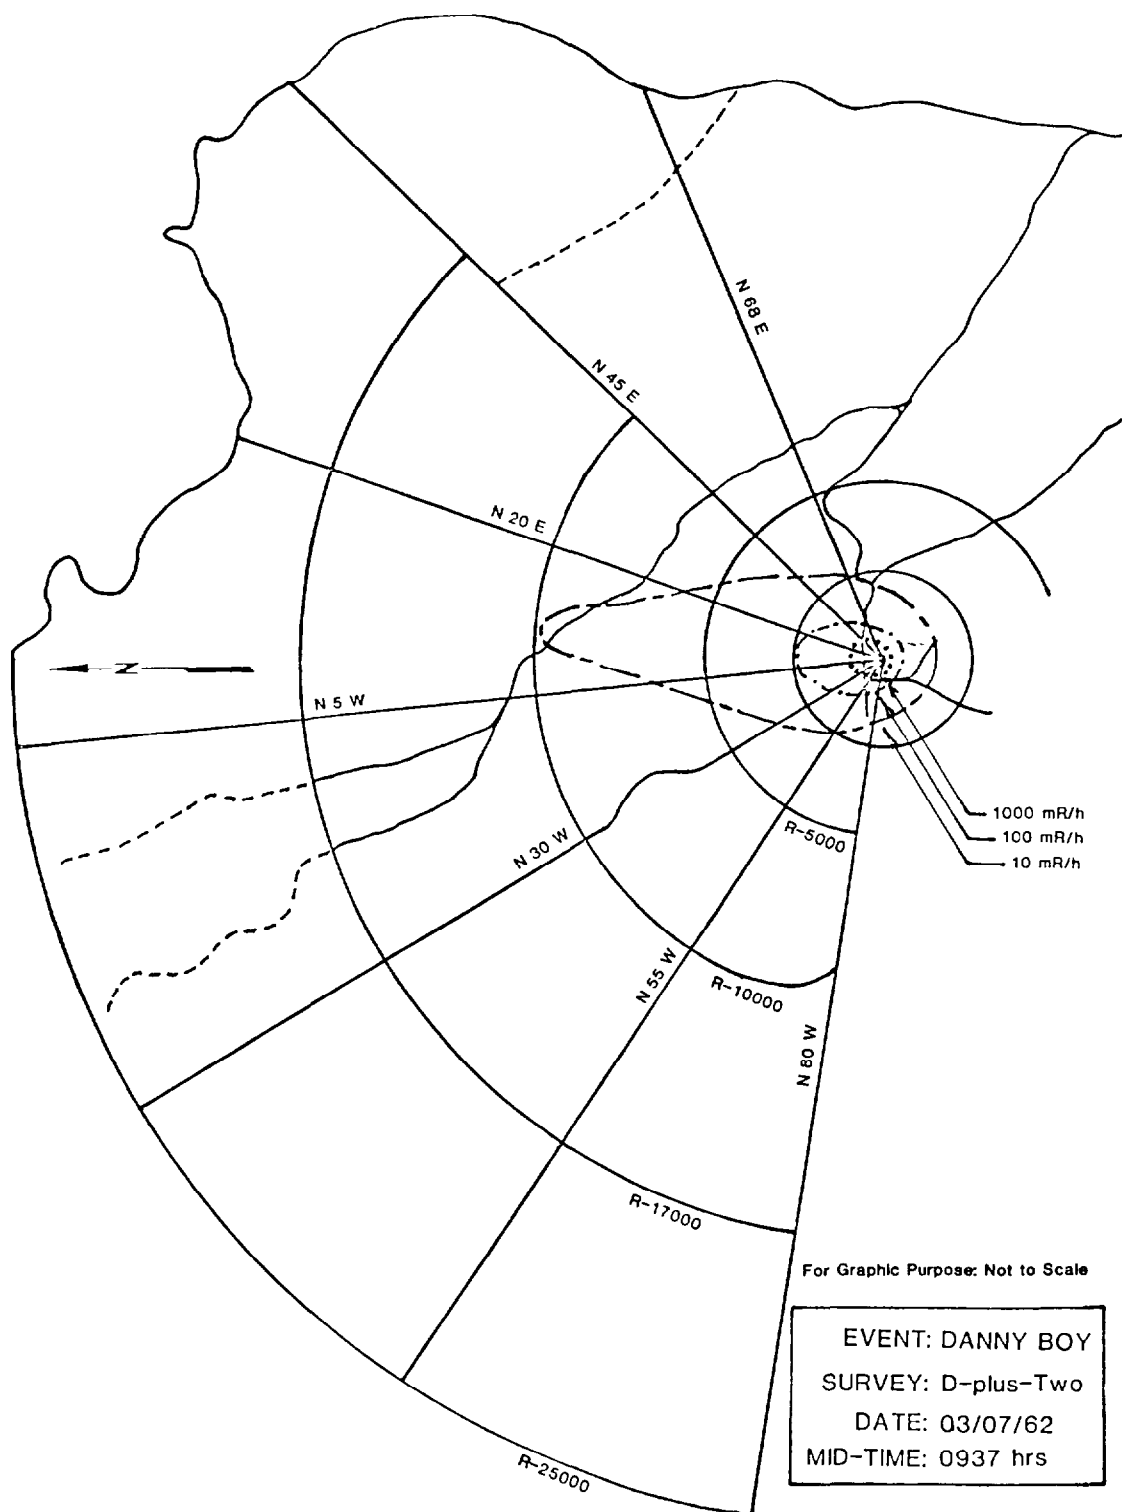 N 68 E
N 45 E
N 20 E
N
N 5 W
1000 mR/h
100 mR/h
10 mR/h
R-5000
N 30 W
N 55 W
R-10000
N 80 W
R-17000
For Graphic Purpose: Not to Scale
EVENT: DANNY BOY
SURVEY: D-plus-Two
DATE: 03/07/62
MID-TIME: 0937 hrs
R-25000